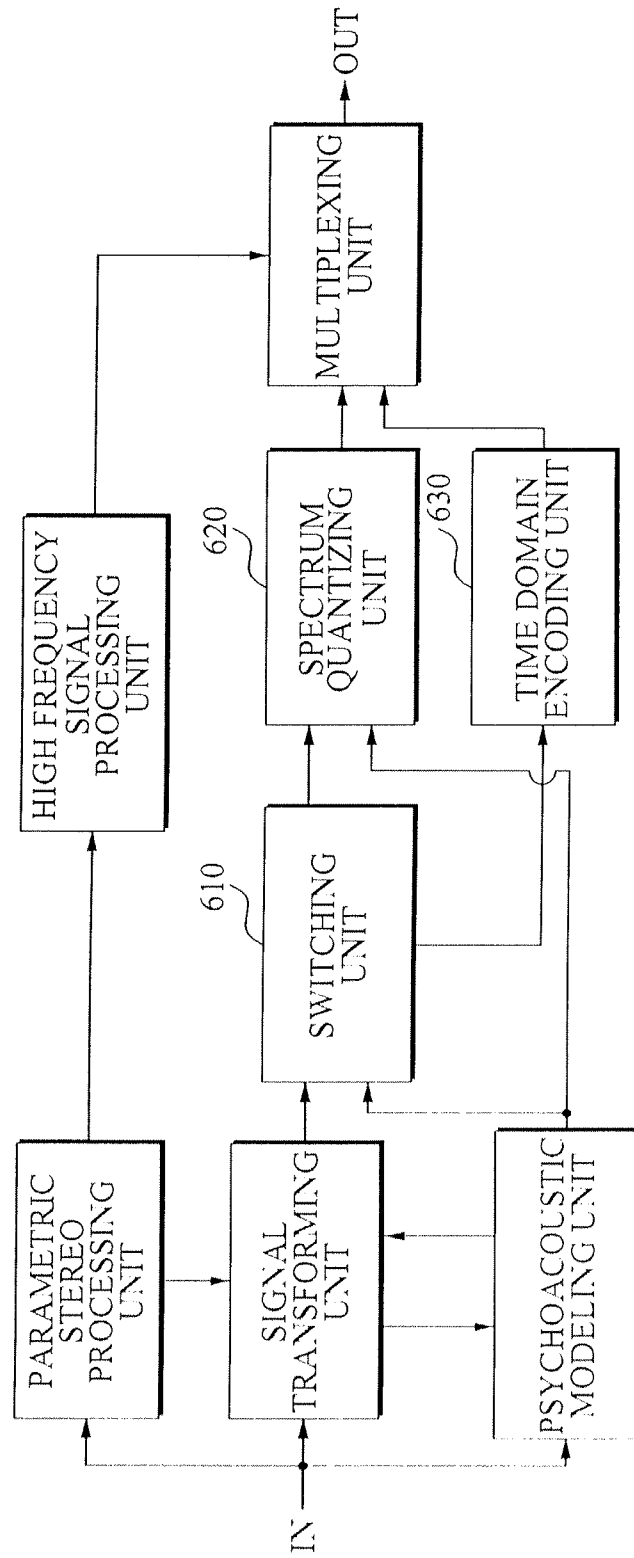 IN
PARAMETRIC
STEREO
PROCESSING
UNIT
HIGH FREQUENCY
SIGNAL
PROCESSING
UNIT
SIGNAL
TRANSFORMING
UNIT
610
SWITCHING
UNIT
620
SPECTRUM
QUANTIZING
UNIT
MULTIPLEXING
UNIT
OUT
PSYCHOACOUSTIC
MODELING UNIT
630
TIME DOMAIN
ENCODING UNIT